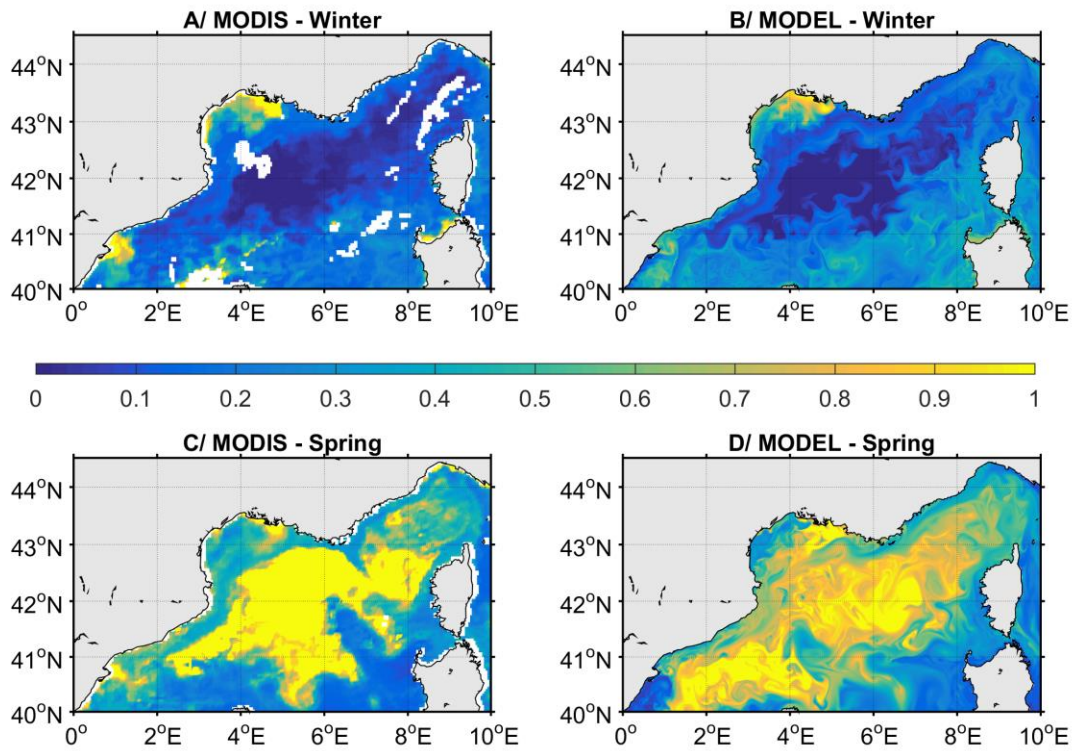 A/ MODIS - Winter
B/ MODEL - Winter
44°N
43°N
42°N
41°N
40°N
0° 2°E 4°E 6°E 8°E 10°E
44°N
43°N
42°N
41°N
40°N
0° 2°E 4°E 6°E 8°E 10°E
0 0.1 0.2 0.3 0.4 0.5 0.6 0.7 0.8 0.9 1
C/ MODIS - Spring
D/ MODEL - Spring
44°N
43°N
42°N
41°N
40°N
0° 2°E 4°E 6°E 8°E 10°E
44°N
43°N
42°N
41°N
40°N
0° 2°E 4°E 6°E 8°E 10°E